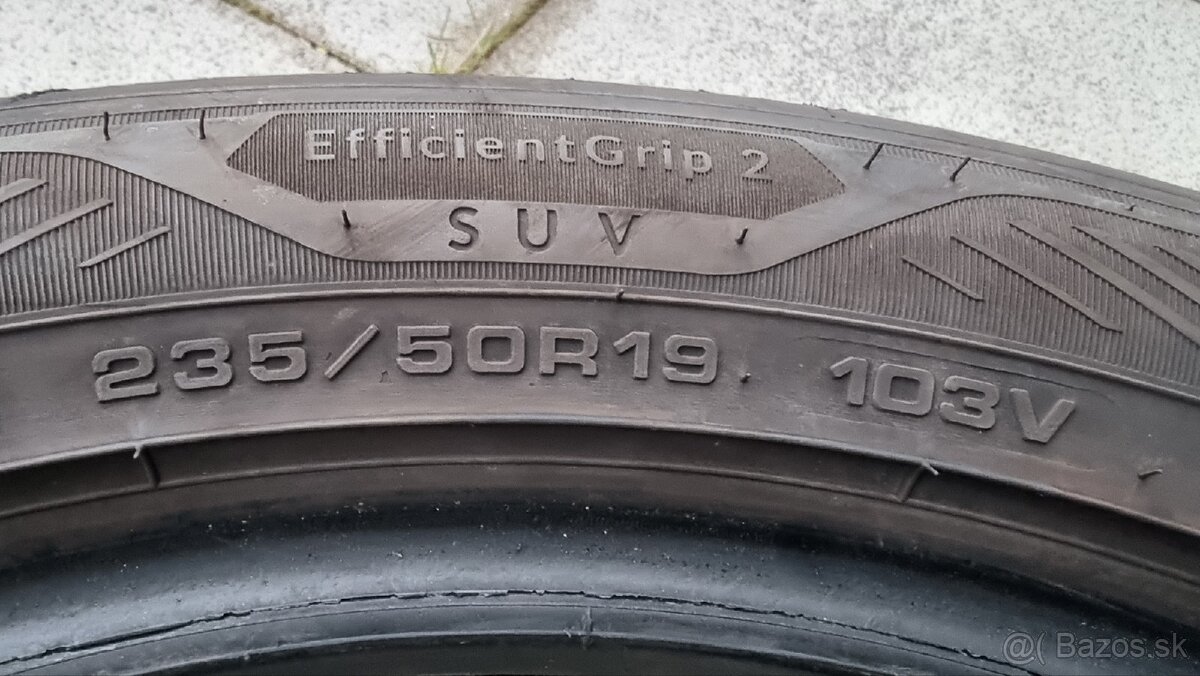 EfficientGrip 2
SUV
235/50R19 103V
@( Bazos.sk